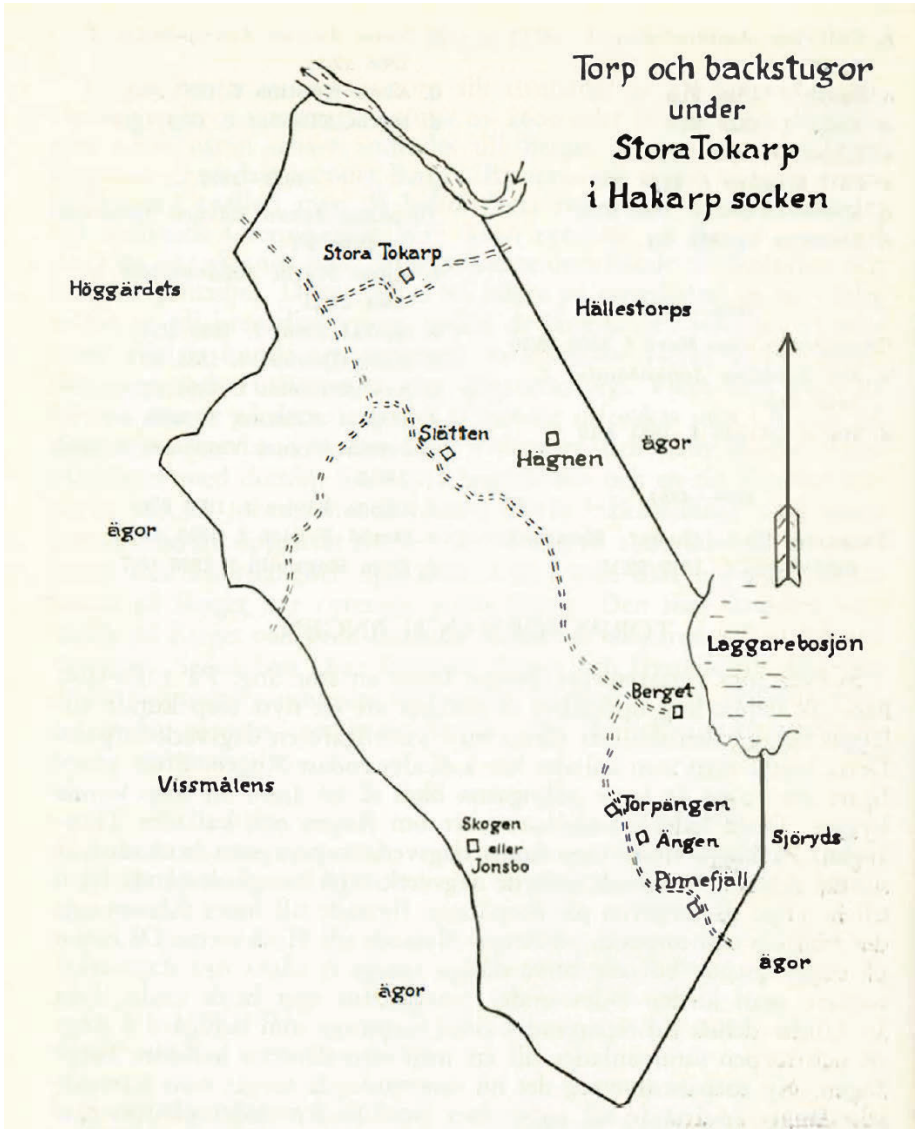 Torp och backstugor
under
Stora Tokarp
i Hakarp socken
Stora Tokarp
Höggärdets
Hällestorps
Slätten
Hagnen
ägor
ägor
Laggarebosjön
Berget
Vissmålens
Torpängen
Skogen
eller
Jonsbo
Ängen
Sjöryds
Pinnefjäll
ägor
ägor